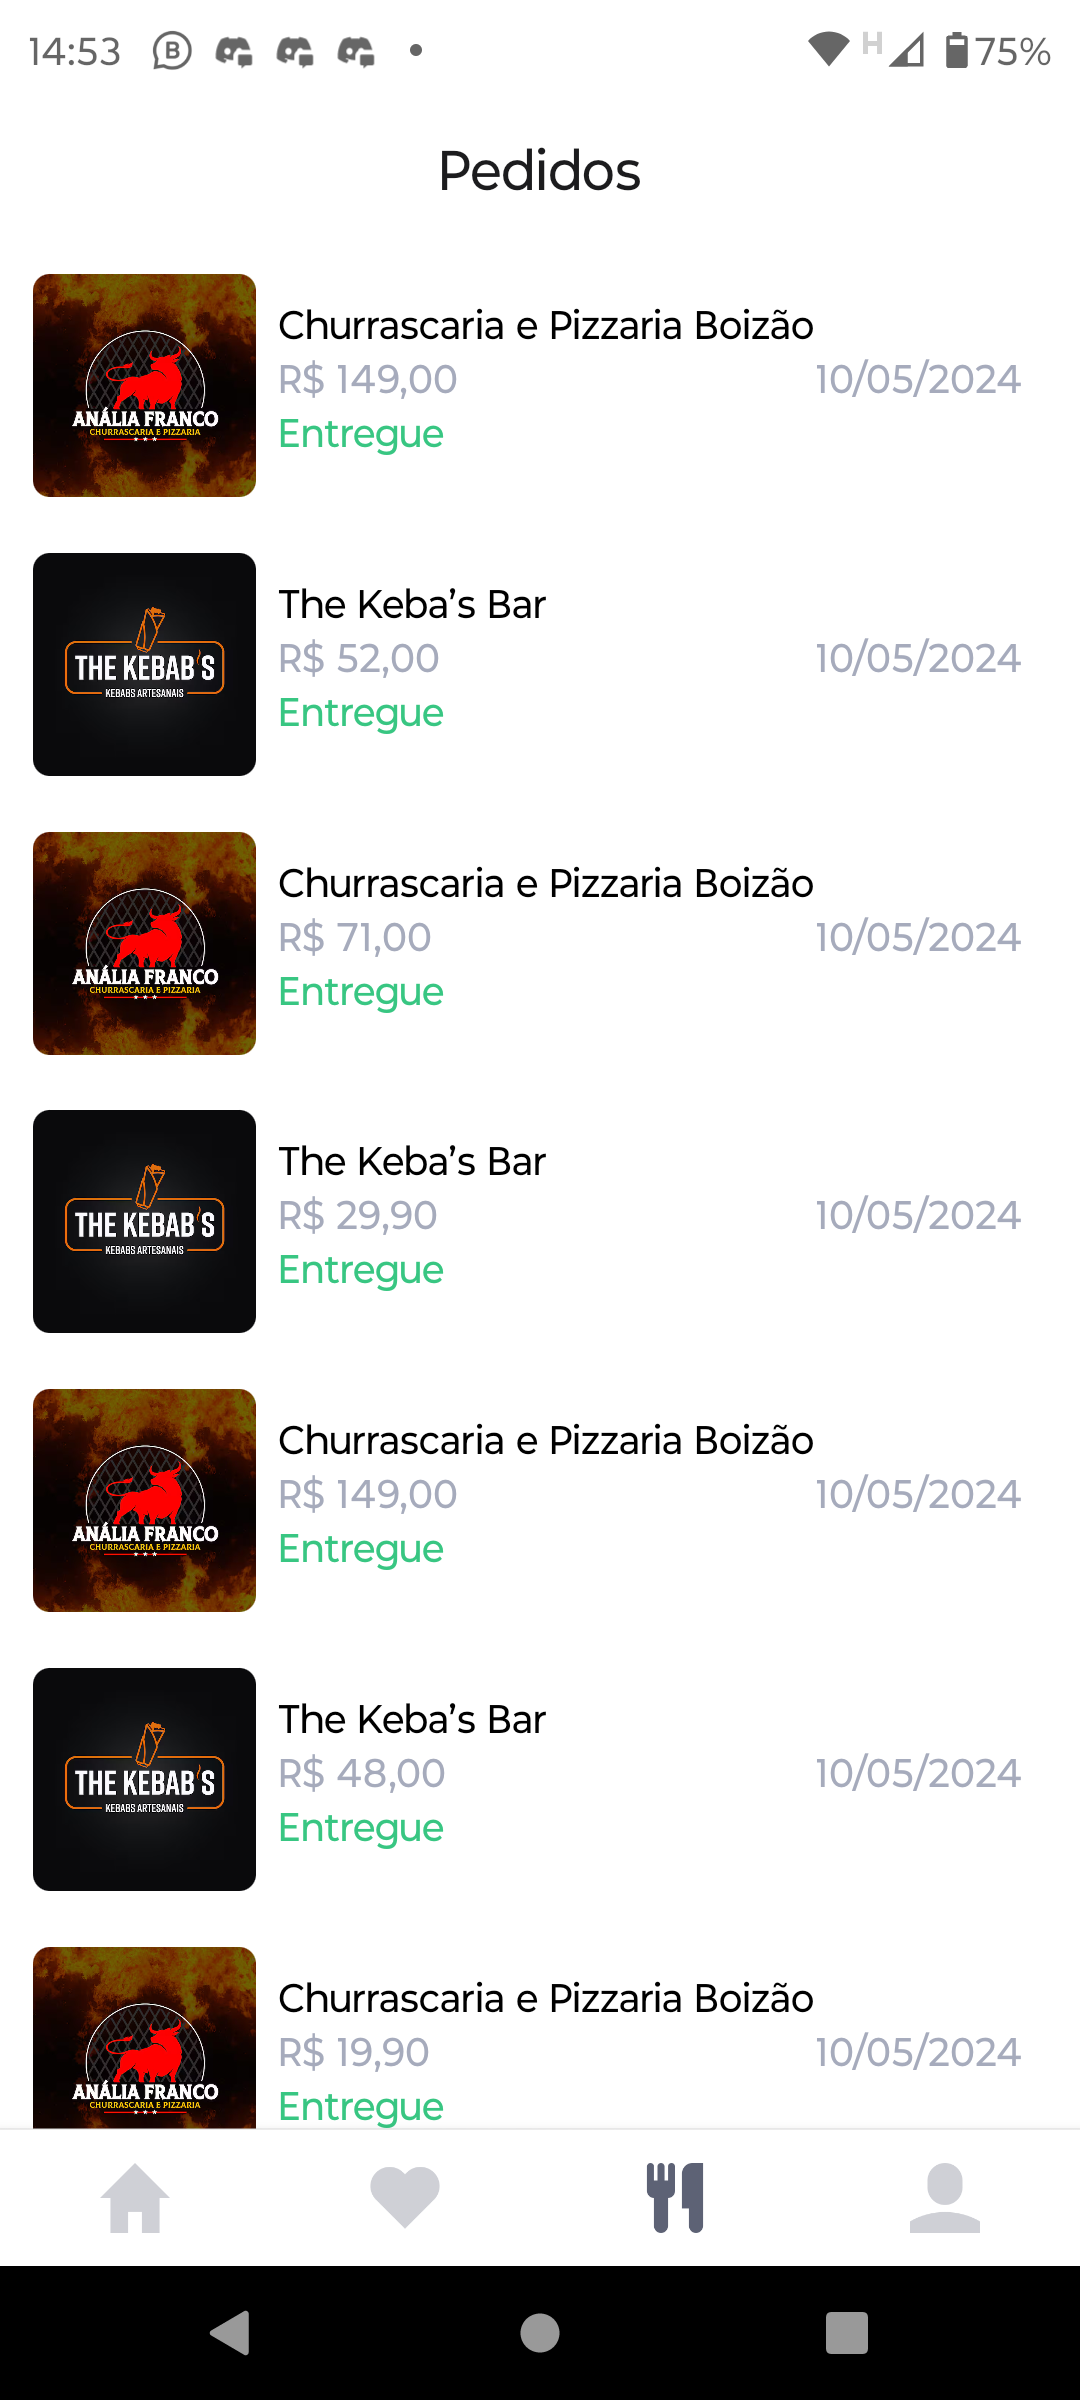 14:53
H
75%
Pedidos
ANÁLIA FRANCO
CHURRASCARIA E PIZZARIA
Churrascaria e Pizzaria Boizão
R$ 149,00
10/05/2024
Entregue
THE KEBAB'S
KEBABS ARTESANAIS
The Keba’s Bar
R$ 52,00
10/05/2024
Entregue
ANÁLIA FRANCO
CHURRASCARIA E PIZZARIA
Churrascaria e Pizzaria Boizão
R$ 71,00
10/05/2024
Entregue
THE KEBAB'S
KEBABS ARTESANAIS
The Keba’s Bar
R$ 29,90
10/05/2024
Entregue
ANÁLIA FRANCO
CHURRASCARIA E PIZZARIA
Churrascaria e Pizzaria Boizão
R$ 149,00
10/05/2024
Entregue
THE KEBAB'S
KEBABS ARTESANAIS
The Keba’s Bar
R$ 48,00
10/05/2024
Entregue
ANÁLIA FRANCO
CHURRASCARIA E PIZZARIA
Churrascaria e Pizzaria Boizão
R$ 19,90
10/05/2024
Entregue